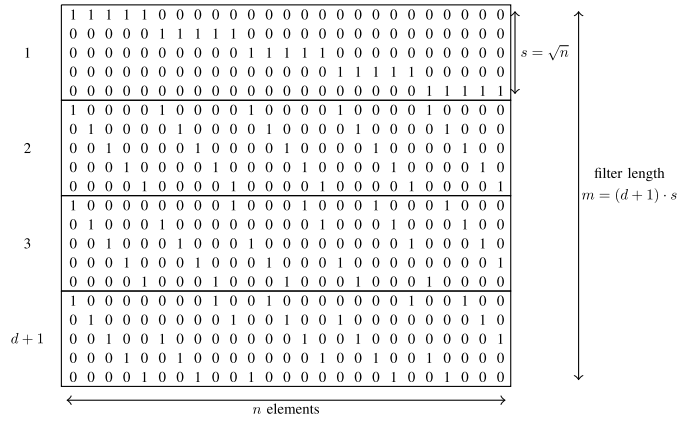 1 1 1 1 1 0 0 0 0 0 0 0 0 0 0 0 0 0 0 0 0 0 0 0 0
0 0 0 0 0 1 1 1 1 1 0 0 0 0 0 0 0 0 0 0 0 0 0 0 0
1 0 0 0 0 0 0 0 0 0 0 1 1 1 1 1 0 0 0 0 0 0 0 0 0 0 s = √n
0 0 0 0 0 0 0 0 0 0 0 0 0 0 0 1 1 1 1 1 0 0 0 0 0
0 0 0 0 0 0 0 0 0 0 0 0 0 0 0 0 0 0 0 0 1 1 1 1 1
1 0 0 0 0 1 0 0 0 0 1 0 0 0 0 1 0 0 0 0 1 0 0 0 0
0 1 0 0 0 0 1 0 0 0 0 1 0 0 0 0 1 0 0 0 0 1 0 0 0
2 0 0 1 0 0 0 0 1 0 0 0 0 1 0 0 0 0 1 0 0 0 0 1 0 0
0 0 0 1 0 0 0 0 1 0 0 0 0 1 0 0 0 0 1 0 0 0 0 1 0
0 0 0 0 1 0 0 0 0 1 0 0 0 0 1 0 0 0 0 1 0 0 0 0 1
filter length
m = (d + 1) · s
1 0 0 0 0 0 0 0 0 1 0 0 0 1 0 0 0 1 0 0 0 1 0 0 0
0 1 0 0 0 1 0 0 0 0 0 0 0 0 1 0 0 0 1 0 0 0 1 0 0
3 0 0 1 0 0 0 1 0 0 0 1 0 0 0 0 0 0 0 0 1 0 0 0 1 0
0 0 0 1 0 0 0 1 0 0 0 1 0 0 0 1 0 0 0 0 0 0 0 0 1
0 0 0 0 1 0 0 0 1 0 0 0 1 0 0 0 1 0 0 0 1 0 0 0 0
1 0 0 0 0 0 0 0 1 0 0 1 0 0 0 0 0 0 0 1 0 0 1 0 0
0 1 0 0 0 0 0 0 0 1 0 0 1 0 0 1 0 0 0 0 0 0 0 1 0
d + 1 0 0 1 0 0 1 0 0 0 0 0 0 0 1 0 0 1 0 0 0 0 0 0 0 1
0 0 0 1 0 0 1 0 0 0 0 0 0 0 1 0 0 1 0 0 1 0 0 0 0
0 0 0 0 1 0 0 1 0 0 1 0 0 0 0 0 0 0 1 0 0 1 0 0 0
n elements